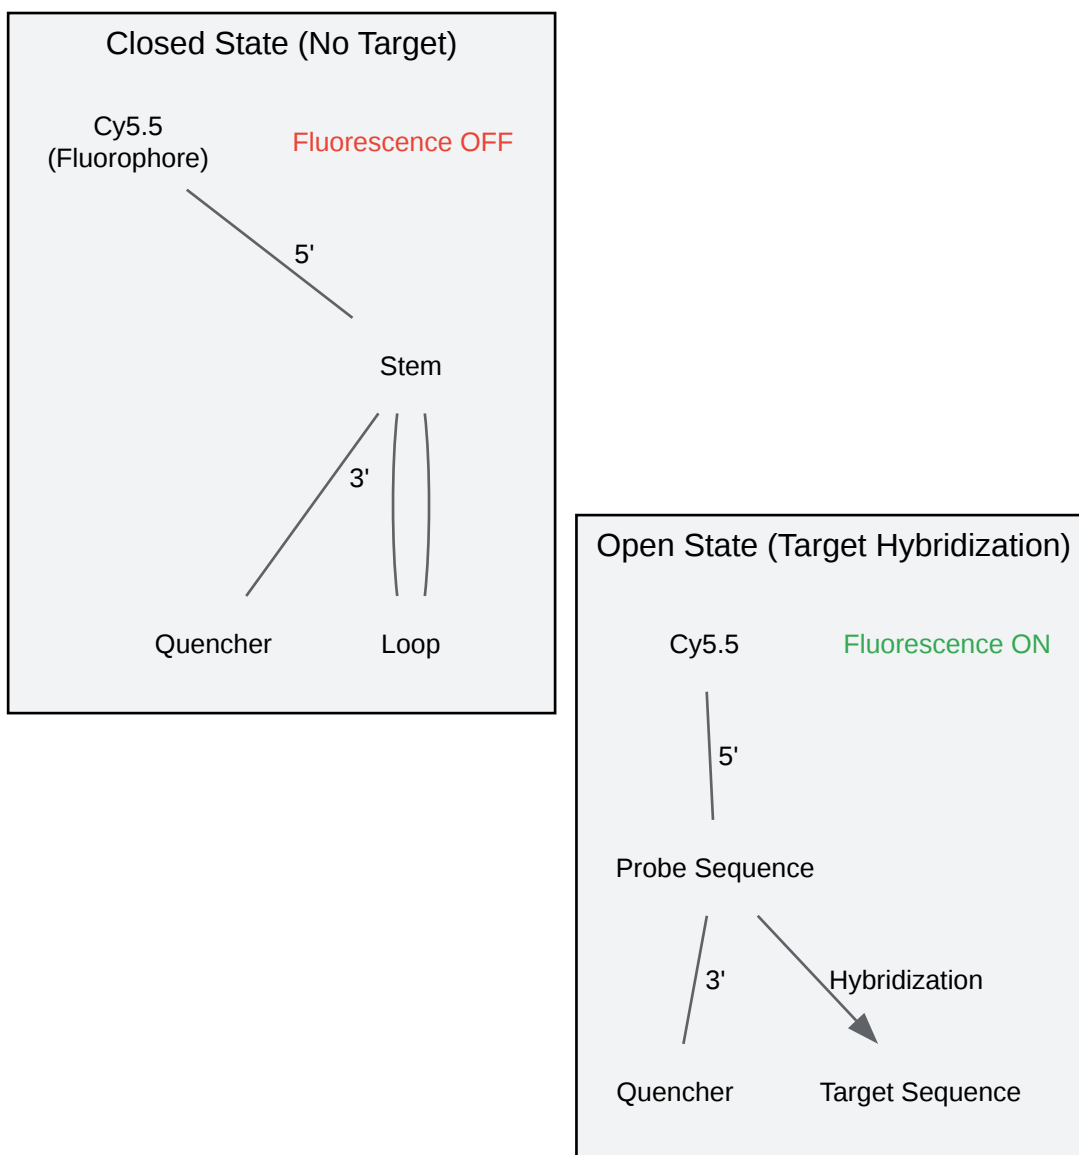 Closed State (No Target)
Cy5.5
(Fluorophore)
Fluorescence OFF
5'
Stem
3'
Quencher
Loop
Open State (Target Hybridization)
Cy5.5
Fluorescence ON
5'
Probe Sequence
3'
Hybridization
Quencher
Target Sequence